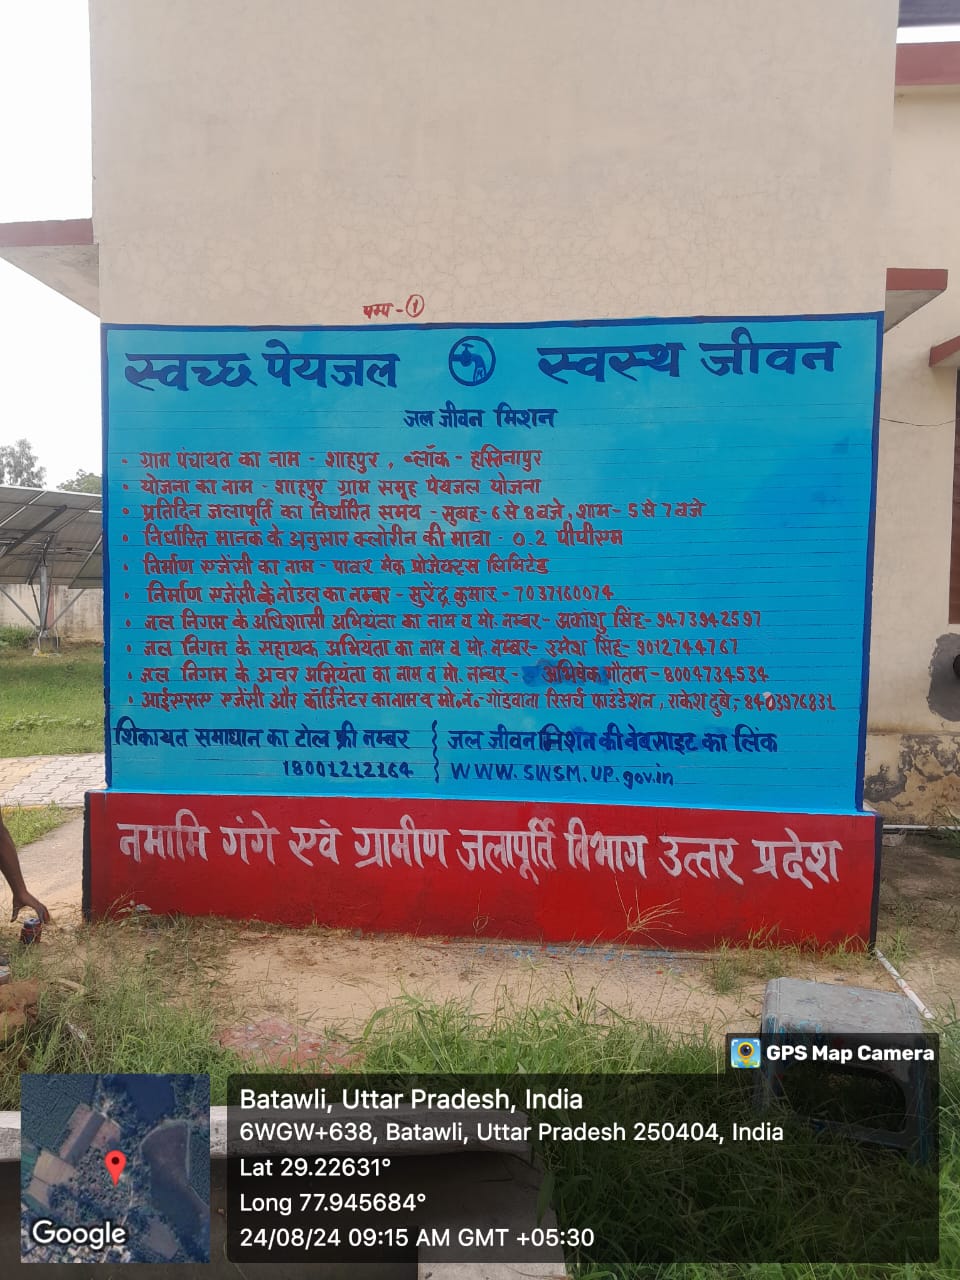 पम्प - ①
स्वच्छ पेयजल स्वस्थ जीवन
जल जीवन मिशन
• ग्राम पंचायत का नाम - शाहपुर , ब्लॉक - हस्तिनापुर
• योजना का नाम - शाहपुर ग्राम समूह पेयजल योजना
• प्रतिदिन जलापूर्ति का निर्धारित समय - सुबह - 6 से 8 बजे , शाम - 5 से 7 बजे
• निर्धारित मानक के अनुसार क्लोरीन की मात्रा - 0.2 पीपीएम
• निर्माण एजेंसी का नाम - पावर मैक प्रोजेक्ट्स लिमिटेड
• निर्माण एजेंसी के नोडल का नम्बर - सुरेंद्र कुमार - 7037160074
• जल निगम के अधिशासी अभियंता का नाम व मो. नम्बर - अकांशू सिंह - 9473942597
• जल निगम के सहायक अभियंता का नाम व मो. नम्बर - उमेश सिंह - 9012744767
• जल निगम के अवर अभियंता का नाम व मो. नम्बर - अभिषेक गौतम - 8004734534
• आईएसए एजेंसी और कॉर्डिनेटर का नाम व मो. नं. - गोंडवाना रिसर्च फाउंडेशन , राकेश दुबे , - 8403976831
शिकायत समाधान का टोल फ्री नम्बर
18001212164
जल जीवन मिशन की वेबसाइट का लिंक
WWW.SWSM.UP.gov.in
नमामि गंगे एवं ग्रामीण जलापूर्ति विभाग उत्तर प्रदेश
GPS Map Camera
Batawli, Uttar Pradesh, India
6WGW+638, Batawli, Uttar Pradesh 250404, India
Lat 29.22631°
Long 77.945684°
24/08/24 09:15 AM GMT +05:30
Google